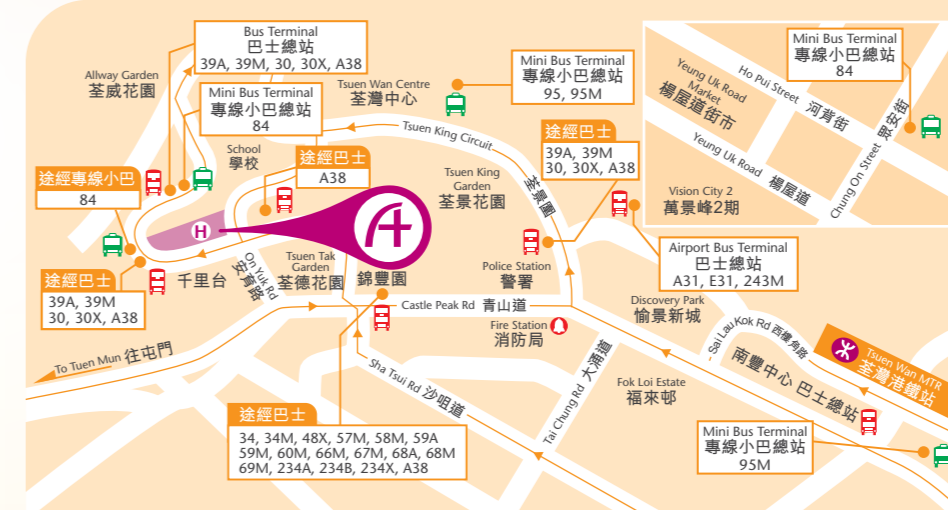 Bus Terminal
巴士總站
39A, 39M, 30, 30X, A38
Allway Garden
荃威花園
Mini Bus Terminal
專線小巴總站
84
Tsuen Wan Centre
荃灣中心
Mini Bus Terminal
專線小巴總站
95, 95M
Yeung Uk Road
Market
楊屋道街市
Ho Pui Street 河背街
Mini Bus Terminal
專線小巴總站
84
Yeung Uk Road 楊屋道
Chung On Street 眾安街
School
學校
途經巴士
A38
Tsuen King Circuit
荃景圍
Tsuen King
Garden
荃景花園
途經巴士
39A, 39M
30, 30X, A38
途經專線小巴
84
H
Vision City 2
萬景峰2期
Airport Bus Terminal
巴士總站
A31, E31, 243M
途經巴士
39A, 39M
30, 30X, A38
千里台
On Yuk Rd
安育路
Tsuen Tak
Garden
荃德花園
錦豐園
Police Station
警署
Castle Peak Rd 青山道
Fire Station
消防局
Discovery Park
愉景新城
Sai Lau Kok Rd 西樓角路
Tsuen Wan MTR
荃灣港鐵站
南豐中心 巴士總站
To Tuen Mun 往屯門
Sha Tsui Rd 沙咀道
Tai Chung Rd 大涌道
Fok Loi Estate
福來邨
途經巴士
34, 34M, 48X, 57M, 58M, 59A
59M, 60M, 66M, 67M, 68A, 68M
69M, 234A, 234B, 234X, A38
Mini Bus Terminal
專線小巴總站
95M